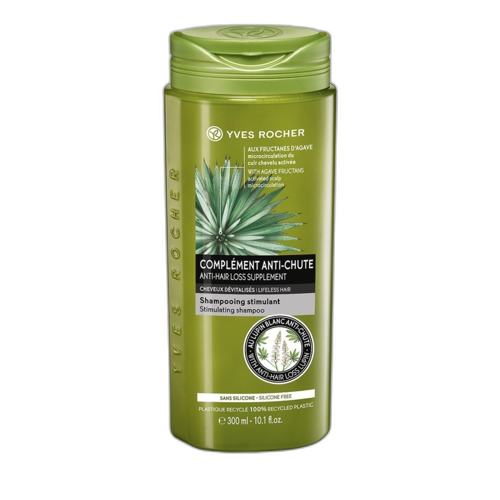 YVES ROCHER
AUX FRUCTANES D'AGAVE
microcirculation du
cuir chevelu activée
WITH AGAVE FRUCTANS
activated scalp
microcirculation
YVES ROCHER
COMPLÉMENT ANTI-CHUTE
ANTI-HAIR LOSS SUPPLEMENT
CHEVEUX DÉVITALISÉS | LIFELESS HAIR
Shampooing stimulant
Stimulating shampoo
AU LUPIN BLANC ANTI-CHUTE
WITH ANTI-HAIR LOSS LUPIN
SANS SILICONE - SILICONE FREE
PLASTIQUE RECYCLÉ 100% RECYCLED PLASTIC
℮ 300 ml - 10.1 fl.oz.